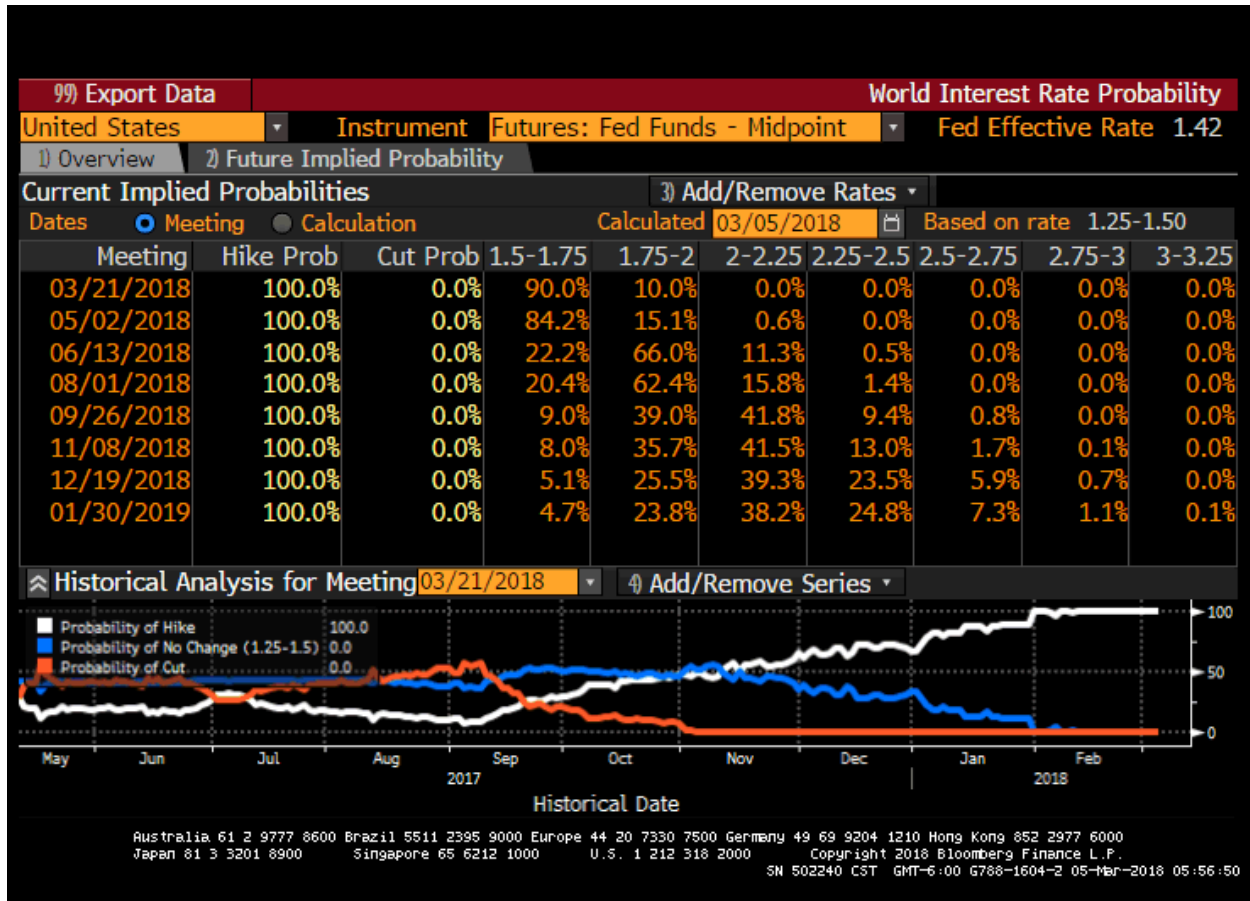 99) Export Data World Interest Rate Probability
United States Instrument Futures: Fed Funds - Midpoint Fed Effective Rate 1.42
1) Overview 2) Future Implied Probability
Current Implied Probabilities 3) Add/Remove Rates
Dates Meeting Calculation Calculated 03/05/2018 Based on rate 1.25-1.50
Meeting Hike Prob Cut Prob 1.5-1.75 1.75-2 2-2.25 2.25-2.5 2.5-2.75 2.75-3 3-3.25
03/21/2018 100.0% 0.0% 90.0% 10.0% 0.0% 0.0% 0.0% 0.0% 0.0%
05/02/2018 100.0% 0.0% 84.2% 15.1% 0.6% 0.0% 0.0% 0.0% 0.0%
06/13/2018 100.0% 0.0% 22.2% 66.0% 11.3% 0.5% 0.0% 0.0% 0.0%
08/01/2018 100.0% 0.0% 20.4% 62.4% 15.8% 1.4% 0.0% 0.0% 0.0%
09/26/2018 100.0% 0.0% 9.0% 39.0% 41.8% 9.4% 0.8% 0.0% 0.0%
11/08/2018 100.0% 0.0% 8.0% 35.7% 41.5% 13.0% 1.7% 0.1% 0.0%
12/19/2018 100.0% 0.0% 5.1% 25.5% 39.3% 23.5% 5.9% 0.7% 0.0%
01/30/2019 100.0% 0.0% 4.7% 23.8% 38.2% 24.8% 7.3% 1.1% 0.1%
Historical Analysis for Meeting 03/21/2018 4) Add/Remove Series
Probability of Hike 100.0
Probability of No Change (1.25-1.5) 0.0
Probability of Cut 0.0
100
50
0
May Jun Jul Aug Sep Oct Nov Dec Jan Feb
2017 2018
Historical Date
Australia 61 2 9777 8600 Brazil 5511 2395 9000 Europe 44 20 7330 7500 Germany 49 69 9204 1210 Hong Kong 852 2977 6000
Japan 81 3 3201 8900 Singapore 65 6212 1000 U.S. 1 212 318 2000 Copyright 2018 Bloomberg Finance L.P.
SN 502240 CST GMT-6:00 G788-1604-2 05-Mar-2018 05:56:50